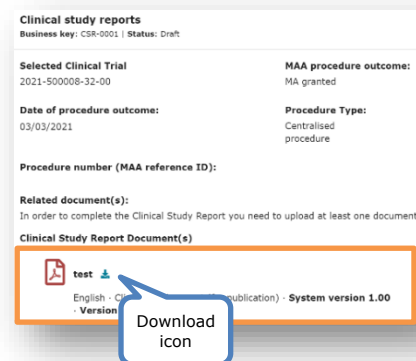 Clinical study reports
Business key: CSR-0001 | Status: Draft
Selected Clinical Trial
2021-500008-32-00
MAA procedure outcome:
MA granted
Date of procedure outcome:
03/03/2021
Procedure Type:
Centralised
procedure
Procedure number (MAA reference ID):
Related document(s):
In order to complete the Clinical Study Report you need to upload at least one document
Clinical Study Report Document(s)
test
English · publication) · System version 1.00
· Version
Download
icon